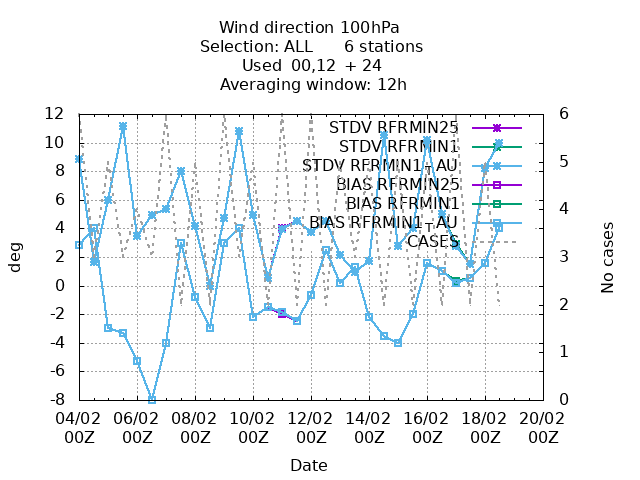 Wind direction 100hPa
Selection: ALL 6 stations
Used 00,12 + 24
Averaging window: 12h
12
10
8
6
4
2
0
-2
-4
-6
-8
6
5
4
3
2
1
0
deg
No cases
STDV RFRMIN25
STDV RFRMIN1
STDV RFRMIN1_TAU
BIAS RFRMIN25
BIAS RFRMIN1
BIAS RFRMIN1_TAU
CASES
04/02 06/02 08/02 10/02 12/02 14/02 16/02 18/02 20/02
00Z 00Z 00Z 00Z 00Z 00Z 00Z 00Z 00Z
Date